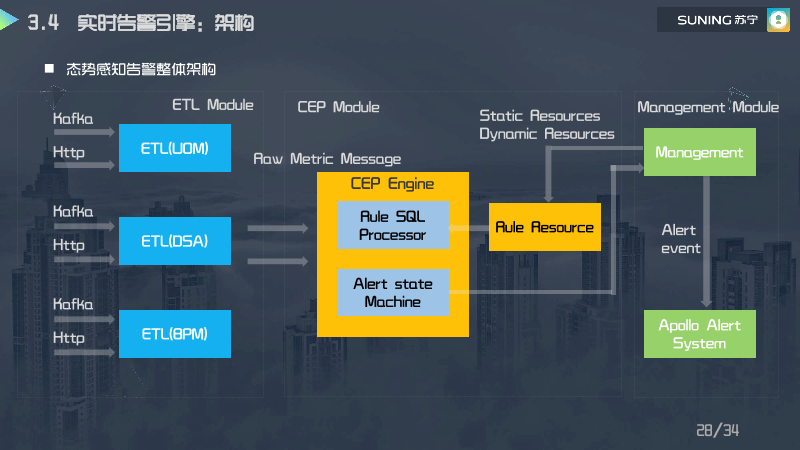 3.4 实时告警引擎：架构
SUNING 苏宁
态势感知告警整体架构
ETL Module
CEP Module
Static Resources
Dynamic Resources
Management Module
Kafka
Http
ETL(UOM)
Raw Metric Message
Management
CEP Engine
Rule SQL
Processor
Rule Resource
Kafka
Http
ETL(DSA)
Alert
event
Alert state
Machine
Kafka
Http
ETL(BPM)
Apollo Alert
System
28/34